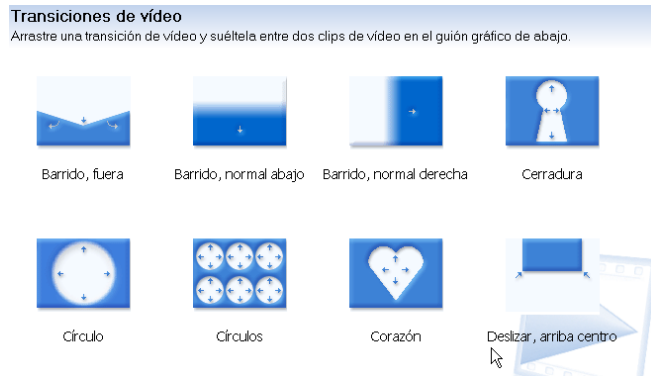 Transiciones de vídeo
Arrastre una transición de vídeo y suéltela entre dos clips de vídeo en el guión gráfico de abajo.
Barrido, fuera
Barrido, normal abajo
Barrido, normal derecha
Cerradura
Círculo
Círculos
Corazón
Deslizar, arriba centro